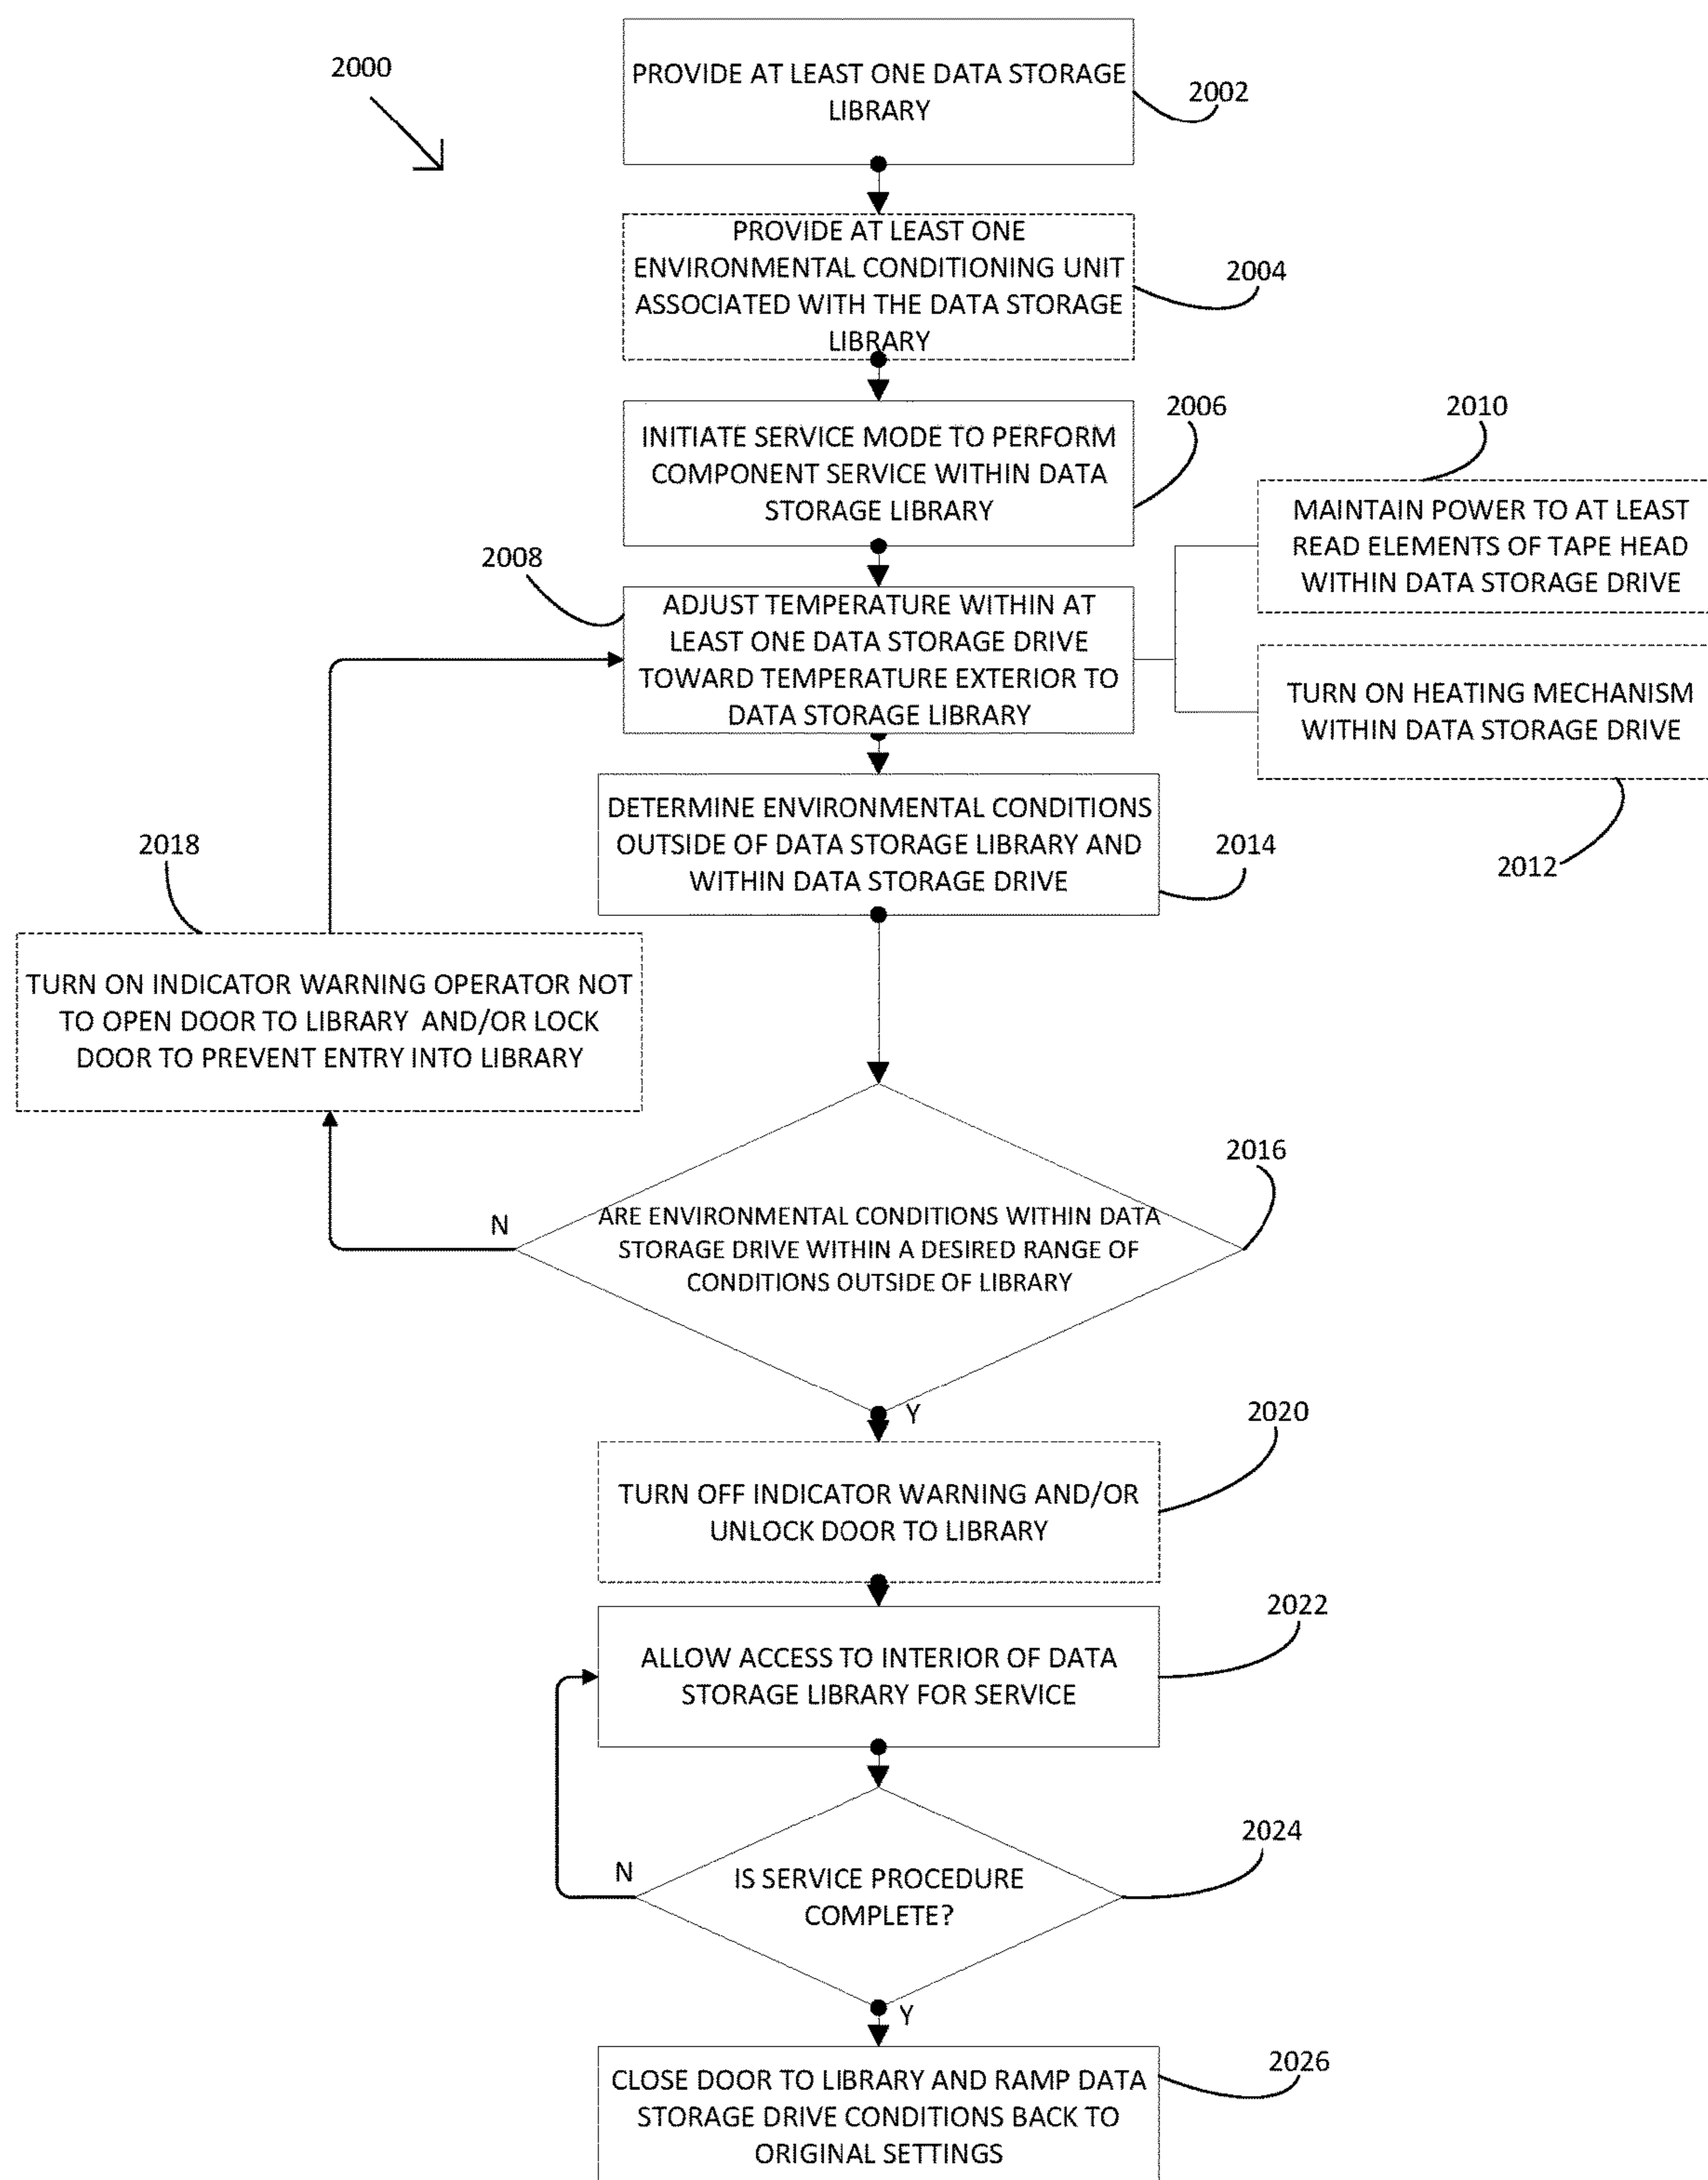 2000
PROVIDE AT LEAST ONE DATA STORAGE
LIBRARY
2002
PROVIDE AT LEAST ONE
ENVIRONMENTAL CONDITIONING UNIT
ASSOCIATED WITH THE DATA STORAGE
LIBRARY
2004
INITIATE SERVICE MODE TO PERFORM
COMPONENT SERVICE WITHIN DATA
STORAGE LIBRARY
2006
2008
ADJUST TEMPERATURE WITHIN AT
LEAST ONE DATA STORAGE DRIVE
TOWARD TEMPERATURE EXTERIOR TO
DATA STORAGE LIBRARY
2010
MAINTAIN POWER TO AT LEAST
READ ELEMENTS OF TAPE HEAD
WITHIN DATA STORAGE DRIVE
TURN ON HEATING MECHANISM
WITHIN DATA STORAGE DRIVE
2012
DETERMINE ENVIRONMENTAL CONDITIONS
OUTSIDE OF DATA STORAGE LIBRARY AND
WITHIN DATA STORAGE DRIVE
2014
2018
TURN ON INDICATOR WARNING OPERATOR NOT
TO OPEN DOOR TO LIBRARY AND/OR LOCK
DOOR TO PREVENT ENTRY INTO LIBRARY
2016
N
ARE ENVIRONMENTAL CONDITIONS WITHIN DATA
STORAGE DRIVE WITHIN A DESIRED RANGE OF
CONDITIONS OUTSIDE OF LIBRARY
Y
2020
TURN OFF INDICATOR WARNING AND/OR
UNLOCK DOOR TO LIBRARY
2022
ALLOW ACCESS TO INTERIOR OF DATA
STORAGE LIBRARY FOR SERVICE
2024
N
IS SERVICE PROCEDURE
COMPLETE?
Y
2026
CLOSE DOOR TO LIBRARY AND RAMP DATA
STORAGE DRIVE CONDITIONS BACK TO
ORIGINAL SETTINGS